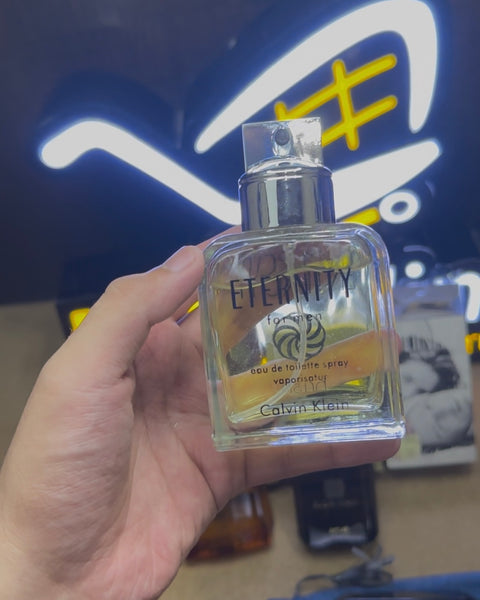 ETERNITY
for men
eau de toilette spray
vaporisateur
Calvin Klein